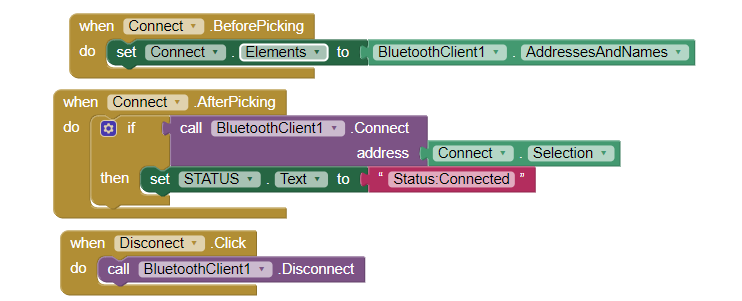 when Connect .BeforePicking
do set Connect . Elements to BluetoothClient1 . AddressesAndNames
when Connect .AfterPicking
do if call BluetoothClient1 .Connect
address Connect . Selection
then set STATUS . Text to “ Status:Connected ”
when Disconect .Click
do call BluetoothClient1 .Disconnect